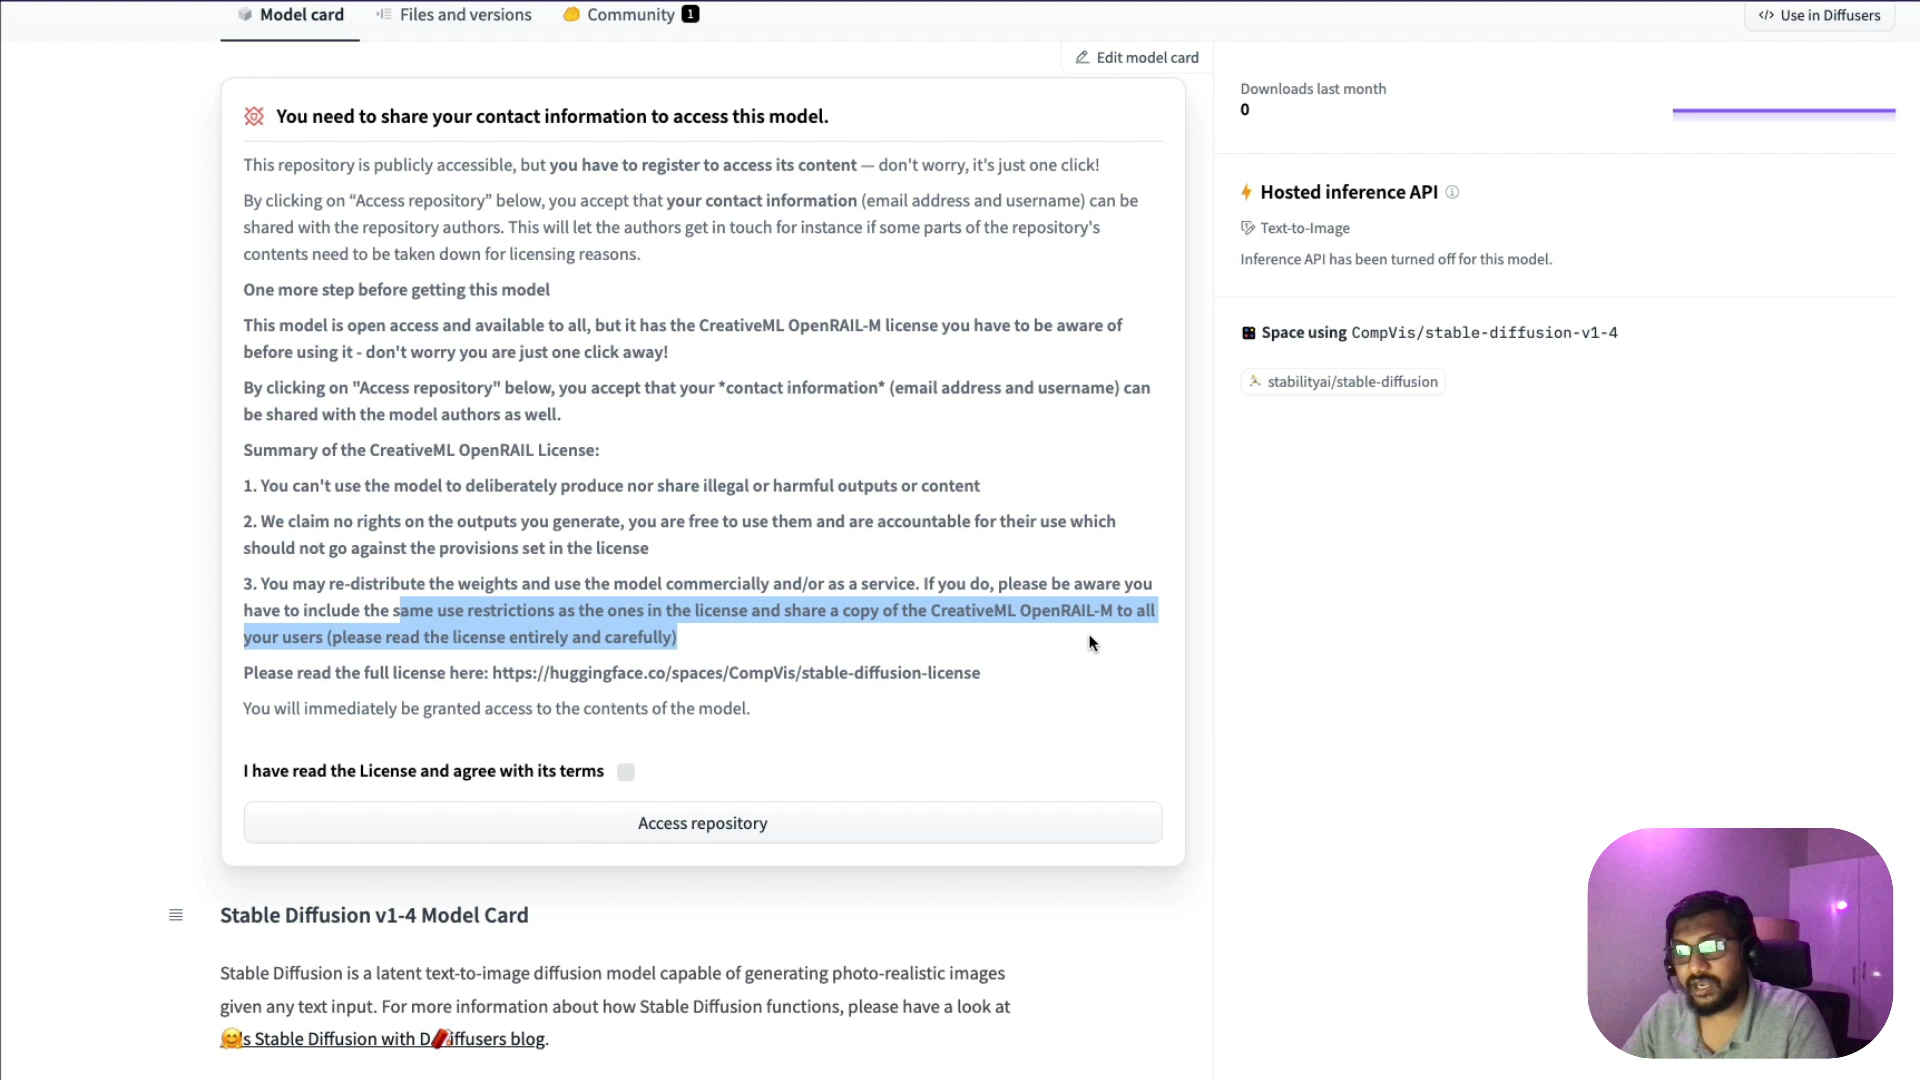 Model card
Files and versions
Community 1
</> Use in Diffusers
Edit model card
You need to share your contact information to access this model.
This repository is publicly accessible, but you have to register to access its content — don't worry, it's just one click!
By clicking on “Access repository” below, you accept that your contact information (email address and username) can be
shared with the repository authors. This will let the authors get in touch for instance if some parts of the repository's
contents need to be taken down for licensing reasons.
One more step before getting this model
This model is open access and available to all, but it has the CreativeML OpenRAIL-M license you have to be aware of
before using it - don't worry you are just one click away!
By clicking on "Access repository" below, you accept that your *contact information* (email address and username) can
be shared with the model authors as well.
Summary of the CreativeML OpenRAIL License:
1. You can't use the model to deliberately produce nor share illegal or harmful outputs or content
2. We claim no rights on the outputs you generate, you are free to use them and are accountable for their use which
should not go against the provisions set in the license
3. You may re-distribute the weights and use the model commercially and/or as a service. If you do, please be aware you
have to include the same use restrictions as the ones in the license and share a copy of the CreativeML OpenRAIL-M to all
your users (please read the license entirely and carefully)
Please read the full license here: https://huggingface.co/spaces/CompVis/stable-diffusion-license
You will immediately be granted access to the contents of the model.
I have read the License and agree with its terms
Access repository
Stable Diffusion v1-4 Model Card
Stable Diffusion is a latent text-to-image diffusion model capable of generating photo-realistic images
given any text input. For more information about how Stable Diffusion functions, please have a look at
🤗's Stable Diffusion with D🧨iffusers blog.
Downloads last month
0
Hosted inference API
Text-to-Image
Inference API has been turned off for this model.
Space using CompVis/stable-diffusion-v1-4
stabilityai/stable-diffusion